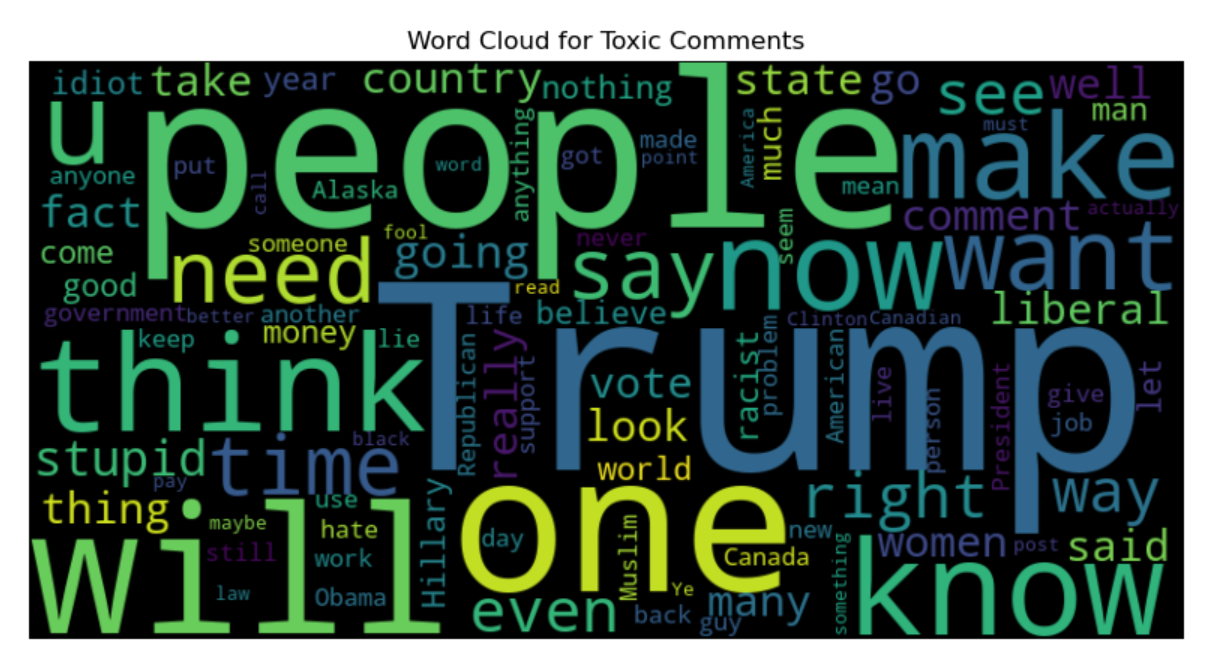 Word Cloud for Toxic Comments
idiot take year country nothing state go see well
u people make man must
put word anything got made point America much
anyone call Alaska mean
fact comment actually
come someone fool going never seem now want
good need say read
government better another life believe Clinton Canadian liberal
money
think keep lie Trump
Republican really support vote racist problem American live person President give let
look job
stupid time black world
pay
thing maybe use one right way
hate Hillary day Muslim new women post said
will still work Canada something know
law Obama Ye many
even back guy